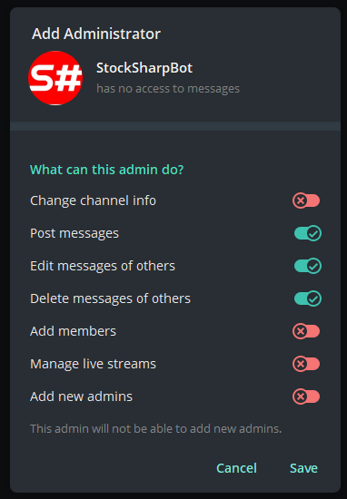 Add Administrator
S#
StockSharpBot
has no access to messages
What can this admin do?
Change channel info
Post messages
Edit messages of others
Delete messages of others
Add members
Manage live streams
Add new admins
This admin will not be able to add new admins.
Cancel Save